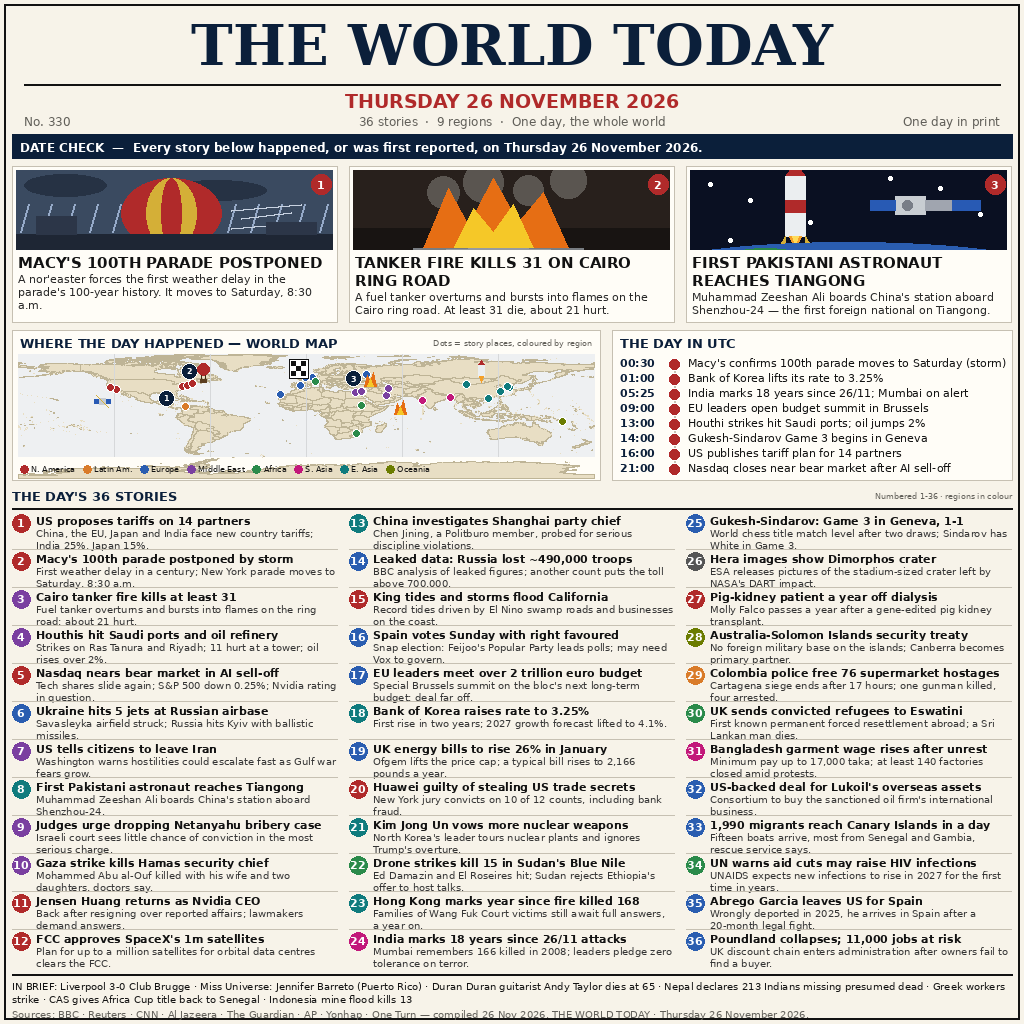 THE WORLD TODAY
THURSDAY 26 NOVEMBER 2026
No. 330
36 stories · 9 regions · One day, the whole world
One day in print
DATE CHECK — Every story below happened, or was first reported, on Thursday 26 November 2026.
1
MACY'S 100TH PARADE POSTPONED
A nor'easter forces the first weather delay in the
parade's 100-year history. It moves to Saturday, 8:30
a.m.
2
TANKER FIRE KILLS 31 ON CAIRO
RING ROAD
A fuel tanker overturns and bursts into flames on the
Cairo ring road. At least 31 die, about 21 hurt.
3
FIRST PAKISTANI ASTRONAUT
REACHES TIANGONG
Muhammad Zeeshan Ali boards China's station aboard
Shenzhou-24 — the first foreign national on Tiangong.
WHERE THE DAY HAPPENED — WORLD MAP
Dots = story places, coloured by region
2
3
1
N. America
Latin Am.
Europe
Middle East
Africa
S. Asia
E. Asia
Oceania
THE DAY IN UTC
00:30 Macy's confirms 100th parade moves to Saturday (storm)
01:00 Bank of Korea lifts its rate to 3.25%
05:25 India marks 18 years since 26/11; Mumbai on alert
09:00 EU leaders open budget summit in Brussels
13:00 Houthi strikes hit Saudi ports; oil jumps 2%
14:00 Gukesh-Sindarov Game 3 begins in Geneva
16:00 US publishes tariff plan for 14 partners
21:00 Nasdaq closes near bear market after AI sell-off
THE DAY'S 36 STORIES
Numbered 1-36 · regions in colour
1 US proposes tariffs on 14 partners
China, the EU, Japan and India face new country tariffs;
India 25%, Japan 15%.
2 Macy's 100th parade postponed by storm
First weather delay in a century; New York parade moves to
Saturday, 8:30 a.m.
3 Cairo tanker fire kills at least 31
Fuel tanker overturns and bursts into flames on the ring
road; about 21 hurt.
4 Houthis hit Saudi ports and oil refinery
Strikes on Ras Tanura and Riyadh; 11 hurt at a tower; oil
rises over 2%.
5 Nasdaq nears bear market in AI sell-off
Tech shares slide again; S&P 500 down 0.25%; Nvidia rating
in question.
6 Ukraine hits 5 jets at Russian airbase
Savasleyka airfield struck; Russia hits Kyiv with ballistic
missiles.
7 US tells citizens to leave Iran
Washington warns hostilities could escalate fast as Gulf war
fears grow.
8 First Pakistani astronaut reaches Tiangong
Muhammad Zeeshan Ali boards China's station aboard
Shenzhou-24.
9 Judges urge dropping Netanyahu bribery case
Israeli court sees little chance of conviction in the most
serious charge.
10 Gaza strike kills Hamas security chief
Mohammed Abu al-Ouf killed with his wife and two
daughters, doctors say.
11 Jensen Huang returns as Nvidia CEO
Back after resigning over reported affairs; lawmakers
demand answers.
12 FCC approves SpaceX's 1m satellites
Plan for up to a million satellites for orbital data centres
clears the FCC.
13 China investigates Shanghai party chief
Chen Jining, a Politburo member, probed for serious
discipline violations.
14 Leaked data: Russia lost ~490,000 troops
BBC analysis of leaked figures; another count puts the toll
above 700,000.
15 King tides and storms flood California
Record tides driven by El Nino swamp roads and businesses
on the coast.
16 Spain votes Sunday with right favoured
Snap election: Feijoo's Popular Party leads polls; may need
Vox to govern.
17 EU leaders meet over 2 trillion euro budget
Special Brussels summit on the bloc's next long-term
budget; deal far off.
18 Bank of Korea raises rate to 3.25%
First rise in two years; 2027 growth forecast lifted to 4.1%.
19 UK energy bills to rise 26% in January
Ofgem lifts the price cap; a typical bill rises to 2,166
pounds a year.
20 Huawei guilty of stealing US trade secrets
New York jury convicts on 10 of 12 counts, including bank
fraud.
21 Kim Jong Un vows more nuclear weapons
North Korea's leader tours nuclear plants and ignores
Trump's overture.
22 Drone strikes kill 15 in Sudan's Blue Nile
Ed Damazin and El Roseires hit; Sudan rejects Ethiopia's
offer to host talks.
23 Hong Kong marks year since fire killed 168
Families of Wang Fuk Court victims still await full answers,
a year on.
24 India marks 18 years since 26/11 attacks
Mumbai remembers 166 killed in 2008; leaders pledge zero
tolerance on terror.
25 Gukesh-Sindarov: Game 3 in Geneva, 1-1
World chess title match level after two draws; Sindarov has
White in Game 3.
26 Hera images show Dimorphos crater
ESA releases pictures of the stadium-sized crater left by
NASA's DART impact.
27 Pig-kidney patient a year off dialysis
Molly Falco passes a year after a gene-edited pig kidney
transplant.
28 Australia-Solomon Islands security treaty
No foreign military base on the islands; Canberra becomes
primary partner.
29 Colombia police free 76 supermarket hostages
Cartagena siege ends after 17 hours; one gunman killed,
four arrested.
30 UK sends convicted refugees to Eswatini
First known permanent forced resettlement abroad; a Sri
Lankan man dies.
31 Bangladesh garment wage rises after unrest
Minimum pay up to 17,000 taka; at least 140 factories
closed amid protests.
32 US-backed deal for Lukoil's overseas assets
Consortium to buy the sanctioned oil firm's international
business.
33 1,990 migrants reach Canary Islands in a day
Fifteen boats arrive, most from Senegal and Gambia,
rescue service says.
34 UN warns aid cuts may raise HIV infections
UNAIDS expects new infections to rise in 2027 for the first
time in years.
35 Abrego Garcia leaves US for Spain
Wrongly deported in 2025, he arrives in Spain after a
20-month legal fight.
36 Poundland collapses; 11,000 jobs at risk
UK discount chain enters administration after owners fail to
find a buyer.
IN BRIEF: Liverpool 3-0 Club Brugge · Miss Universe: Jennifer Barreto (Puerto Rico) · Duran Duran guitarist Andy Taylor dies at 65 · Nepal declares 213 Indians missing presumed dead · Greek workers
strike · CAS gives Africa Cup title back to Senegal · Indonesia mine flood kills 13
Sources: BBC · Reuters · CNN · Al Jazeera · The Guardian · AP · Yonhap · One Turn — compiled 26 Nov 2026. THE WORLD TODAY · Thursday 26 November 2026.